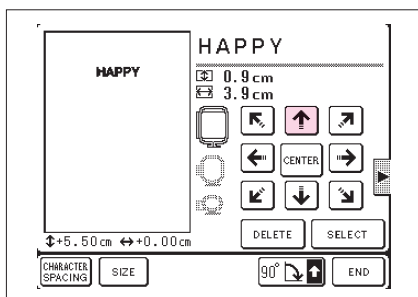 HAPPY
HAPPY
0.9cm
3.9cm
CENTER
DELETE
SELECT
+5.50cm +0.00cm
CHARACTER
SPACING
SIZE
90°
END